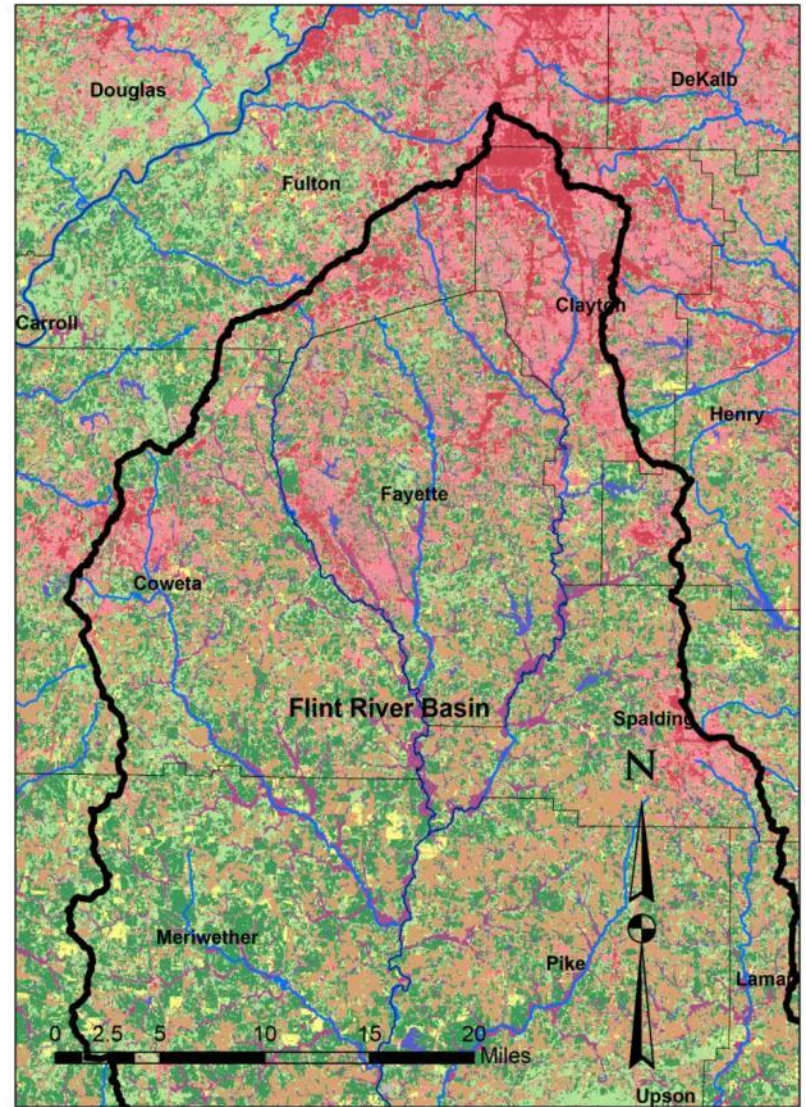 DeKalb
Douglas
Fulton
Clayton
Carroll
Henry
Fayette
Coweta
Flint River Basin
Spalding
N
Meriwether
Pike
Lamar
0 2.5 5 10 15 20
Miles
Upson